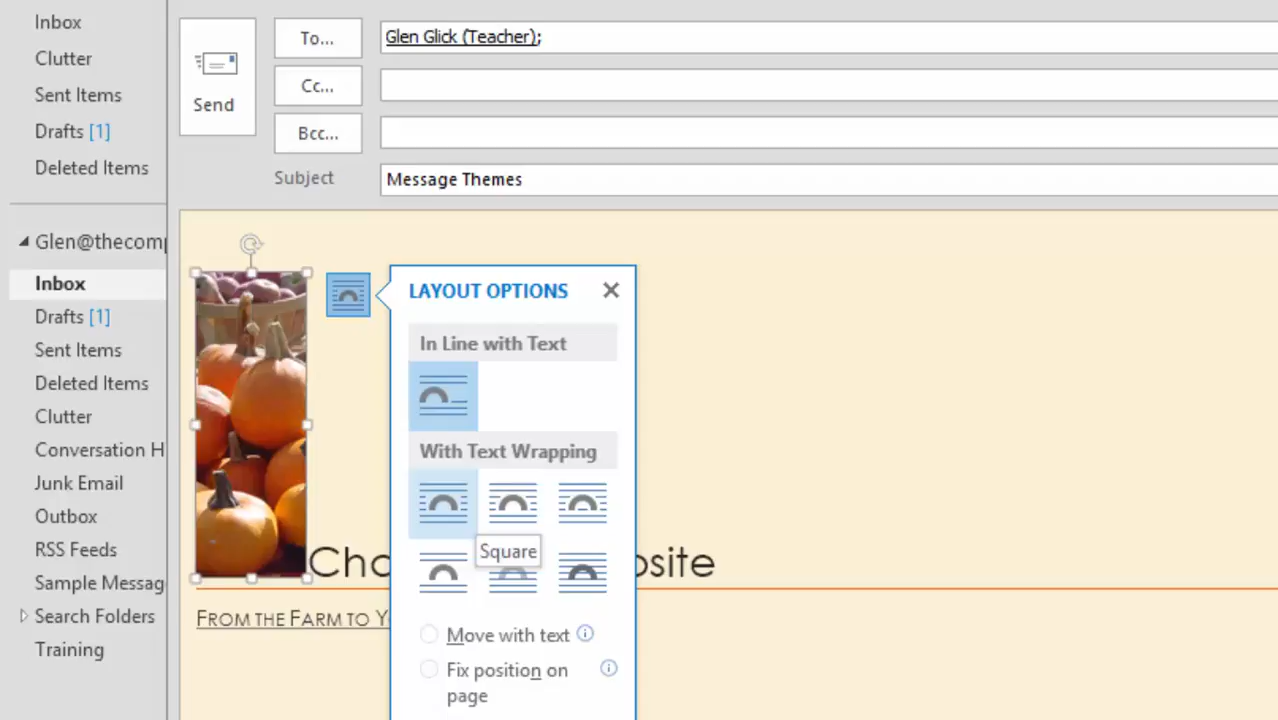 Inbox
Clutter
Sent Items
Drafts [1]
Deleted Items
Glen@thecomp
Inbox
Drafts [1]
Sent Items
Deleted Items
Clutter
Conversation H
Junk Email
Outbox
RSS Feeds
Sample Messag
Search Folders
Training
Send
To...
Glen Glick (Teacher);
Cc...
Bcc...
Subject
Message Themes
LAYOUT OPTIONS
In Line with Text
With Text Wrapping
Square
Move with text
Fix position on
page
Cha
osite
FROM THE FARM TO Y